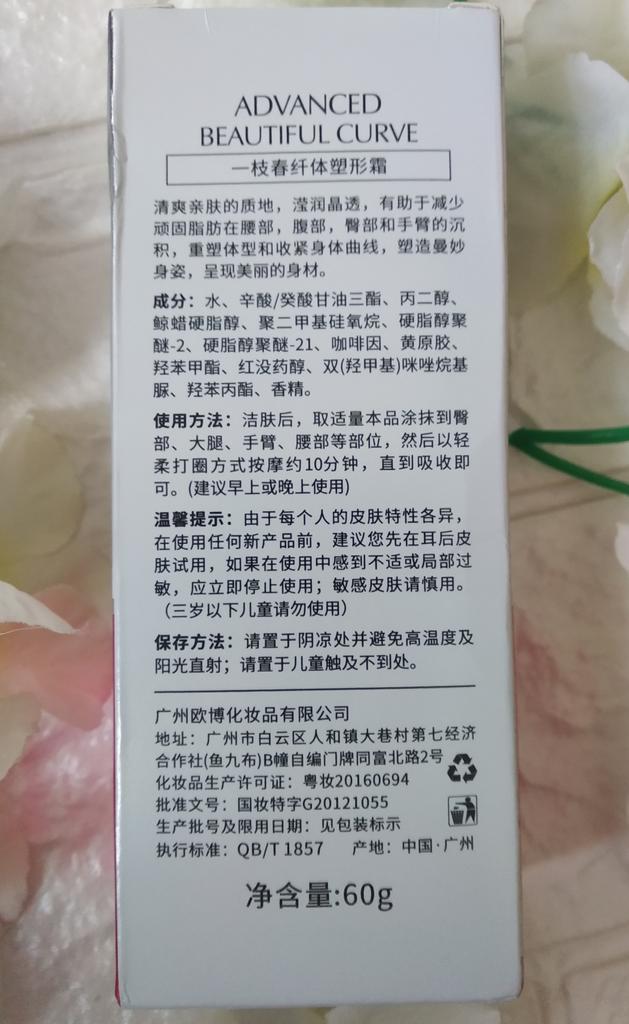 ADVANCED
BEAUTIFUL CURVE
一枝春纤体塑形霜
清爽亲肤的质地，滢润晶透，有助于减少
顽固脂肪在腰部，腹部，臀部和手臂的沉
积，重塑体型和收紧身体曲线，塑造曼妙
身姿，呈现美丽的身材。
成分：水、辛酸/癸酸甘油三酯、丙二醇、
鲸蜡硬脂醇、聚二甲基硅氧烷、硬脂醇聚
醚-2、硬脂醇聚醚-21、咖啡因、黄原胶、
羟苯甲酯、红没药醇、双(羟甲基)咪唑烷基
脲、羟苯丙酯、香精。
使用方法：洁肤后，取适量本品涂抹到臀
部、大腿、手臂、腰部等部位，然后以轻
柔打圈方式按摩约10分钟，直到吸收即
可。(建议早上或晚上使用)
温馨提示：由于每个人的皮肤特性各异，
在使用任何新产品前，建议您先在耳后皮
肤试用，如果在使用中感到不适或局部过
敏，应立即停止使用；敏感皮肤请慎用。
（三岁以下儿童请勿使用）
保存方法：请置于阴凉处并避免高温度及
阳光直射；请置于儿童触及不到处。
广州欧博化妆品有限公司
地址：广州市白云区人和镇大巷村第七经济
合作社(鱼九布)B幢自编门牌同富北路2号
化妆品生产许可证：粤妆20160694
批准文号：国妆特字G20121055
生产批号及限用日期：见包装标示
执行标准：QB/T 1857 产地：中国·广州
净含量:60g